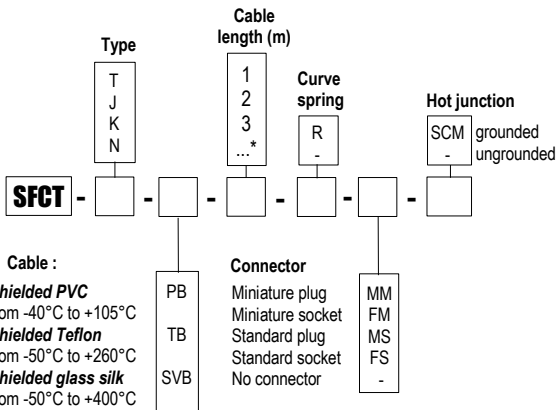 Cable
length (m)
Type
1
2
3
...*
T
J
K
N
Curve
spring
R
-
Hot junction
SCM grounded
- ungrounded
SFCT - - - - - -
Cable :
hielded PVC PB
om -40°C to +105°C
hielded Teflon TB
om -50°C to +260°C
hielded glass silk SVB
om -50°C to +400°C
Connector
Miniature plug MM
Miniature socket FM
Standard plug MS
Standard socket FS
No connector -